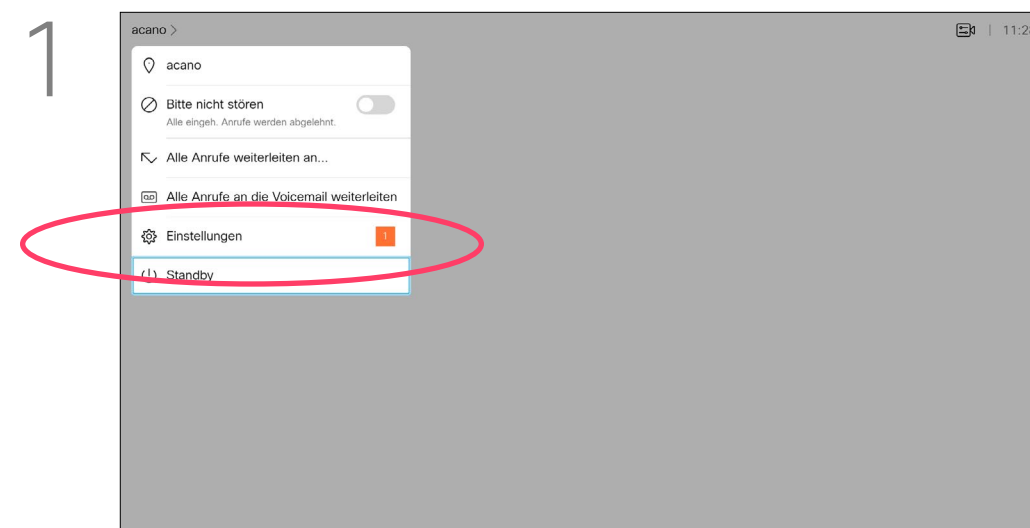 1
acano >
11:28
acano
Bitte nicht stören
Alle eingeh. Anrufe werden abgelehnt.
Alle Anrufe weiterleiten an...
Alle Anrufe an die Voicemail weiterleiten
Einstellungen 1
Standby